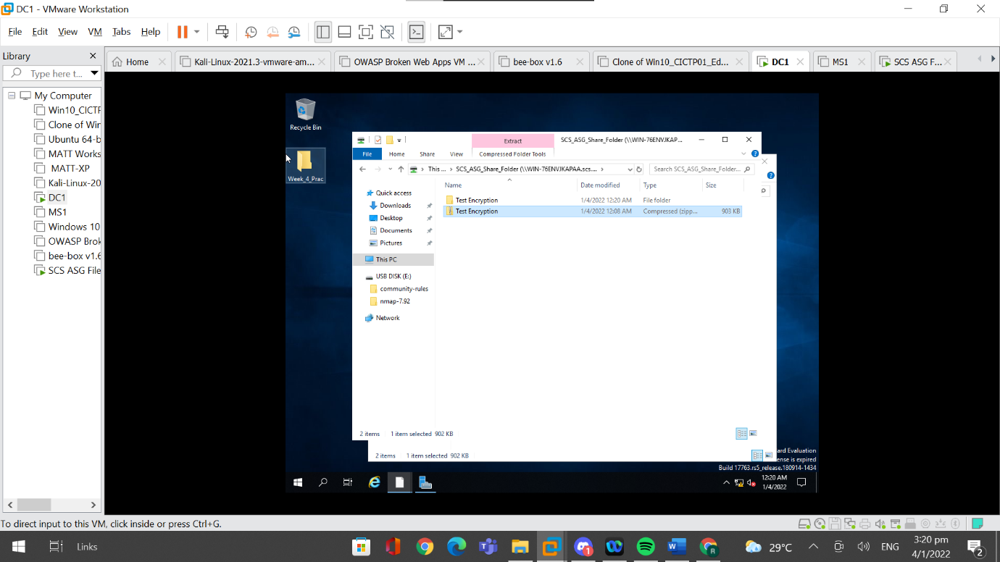 DC1 - VMware Workstation
File Edit View VM Tabs Help
Library
Type here t...
Home
Kali-Linux-2021.3-vmware-am...
OWASP Broken Web Apps VM ...
bee-box v1.6
Clone of Win10_CICTP01_Ed...
DC1
MS1
SCS ASG F...
My Computer
Win10_CICTF
Clone of Wir
Ubuntu 64-b
MATT Works
MATT-XP
Kali-Linux-20
DC1
MS1
Windows 10
OWASP Brok
bee-box v1.6
SCS ASG File
Recycle Bin
Week_4_Prac
Extract
SCS_ASG_Share_Folder (\\WIN-76ENVJKAP...
File Home Share View Compressed Folder Tools
This ... › SCS_ASG_Share_Folder (\\WIN-76ENVJKAPAA.scs.... ›
Search SCS_ASG_Share_Folder...
Name Date modified Type Size
Test Encryption 1/4/2022 12:20 AM File folder
Test Encryption 1/4/2022 12:08 AM Compressed (zipp... 903 KB
Quick access
Downloads
Desktop
Documents
Pictures
This PC
USB DISK (E:)
community-rules
nmap-7.92
Network
2 items 1 item selected 902 KB
2 items 1 item selected 902 KB
ard Evaluation
ense is expired
Build 17763.rs5_release.180914-1434
12:20 AM
1/4/2022
To direct input to this VM, click inside or press Ctrl+G.
Links
1
29°C
ENG
3:20 pm
4/1/2022
2